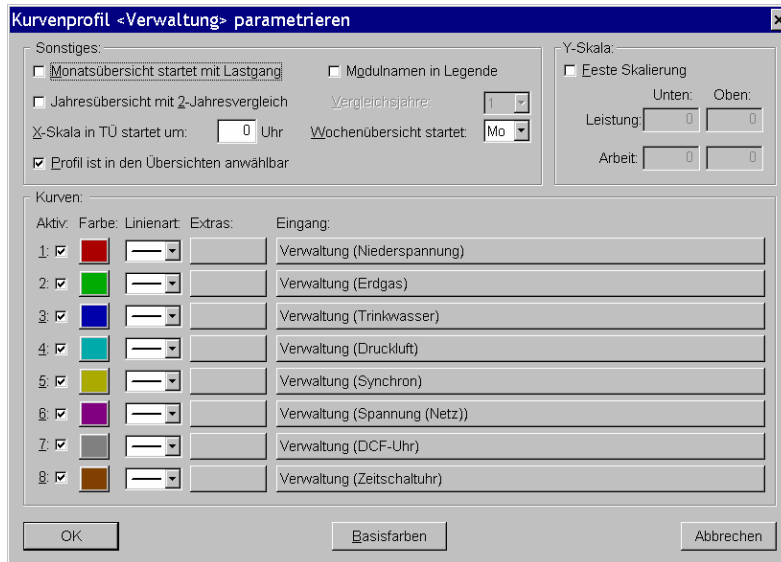 Kurvenprofil <Verwaltung> parametrieren
Sonstiges:
Monatsübersicht startet mit Lastgang
Modulnamen in Legende
Jahresübersicht mit 2-Jahresvergleich
Vergleichsjahre:
1
X-Skala in TÜ startet um:
0
Uhr
Wochenübersicht startet:
Mo
Profil ist in den Übersichten anwählbar
Y-Skala:
Feste Skalierung
Unten:
Oben:
Leistung:
0
0
Arbeit:
0
0
Kurven:
Aktiv: Farbe: Linienart: Extras: Eingang:
1: Verwaltung (Niederspannung)
2: Verwaltung (Erdgas)
3: Verwaltung (Trinkwasser)
4: Verwaltung (Druckluft)
5: Verwaltung (Synchron)
6: Verwaltung (Spannung (Netz))
7: Verwaltung (DCF-Uhr)
8: Verwaltung (Zeitschaltuhr)
OK
Basisfarben
Abbrechen